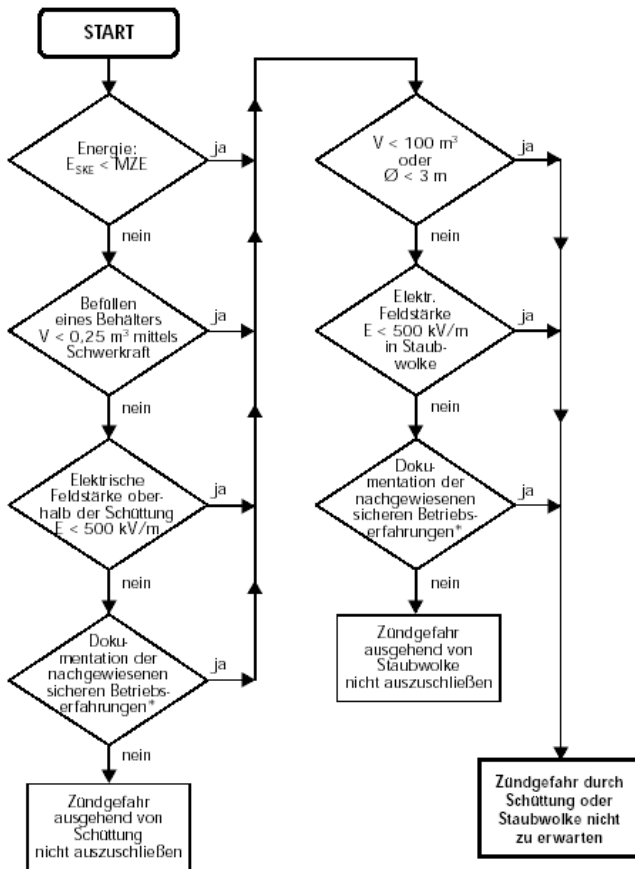 START
Energie:
E_SKE < MZE
ja
nein
Befüllen
eines Behälters
V < 0,25 m³ mittels
Schwerkraft
ja
nein
Elektrische
Feldstärke ober-
halb der Schüttung
E < 500 kV/m
ja
nein
Doku-
mentation der
nachgewiesenen
sicheren Betriebs-
erfahrungen*
ja
nein
Zündgefahr
ausgehend von
Schüttung
nicht auszuschließen
V < 100 m³
oder
Ø < 3 m
ja
nein
Elektr.
Feldstärke
E < 500 kV/m
in Staub-
wolke
ja
nein
Doku-
mentation der
nachgewiesenen
sicheren Betriebs-
erfahrungen*
ja
nein
Zündgefahr
ausgehend von
Staubwolke
nicht auszuschließen
Zündgefahr durch
Schüttung oder
Staubwolke nicht
zu erwarten